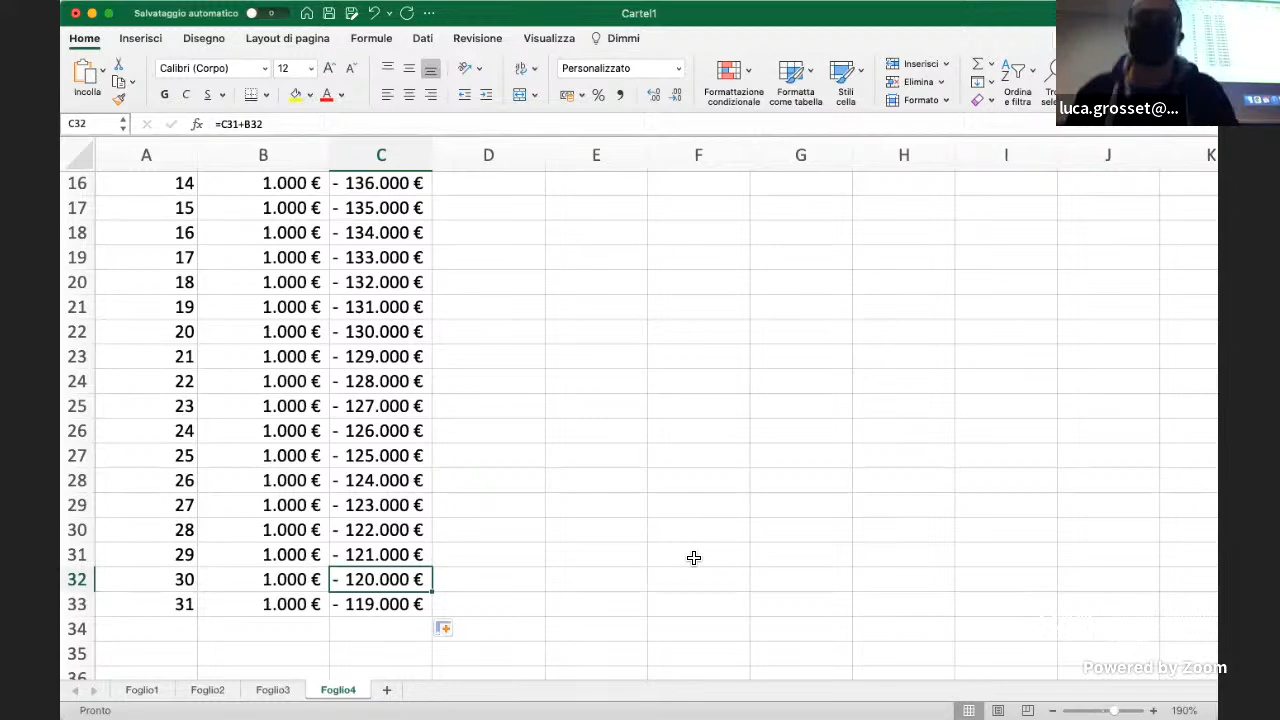 Salvataggio automatico 0 Cartel1
Home Inserisci Disegno Layout di pagina Formule Dati Revisione Visualizza Dimmi
Incolla Calibri (Corpo) 12 G C S Formattazione condizionale Formatta come tabella Stili cella Inserisci Elimina Formato Ordina e filtra
luca.grosset@...
C32 fx =C31+B32
A B C D E F G H I J K
16 14 1.000 € - 136.000 €
17 15 1.000 € - 135.000 €
18 16 1.000 € - 134.000 €
19 17 1.000 € - 133.000 €
20 18 1.000 € - 132.000 €
21 19 1.000 € - 131.000 €
22 20 1.000 € - 130.000 €
23 21 1.000 € - 129.000 €
24 22 1.000 € - 128.000 €
25 23 1.000 € - 127.000 €
26 24 1.000 € - 126.000 €
27 25 1.000 € - 125.000 €
28 26 1.000 € - 124.000 €
29 27 1.000 € - 123.000 €
30 28 1.000 € - 122.000 €
31 29 1.000 € - 121.000 €
32 30 1.000 € - 120.000 €
33 31 1.000 € - 119.000 €
34
35
36
Powered by Zoom
Foglio1 Foglio2 Foglio3 Foglio4 +
Pronto 190%